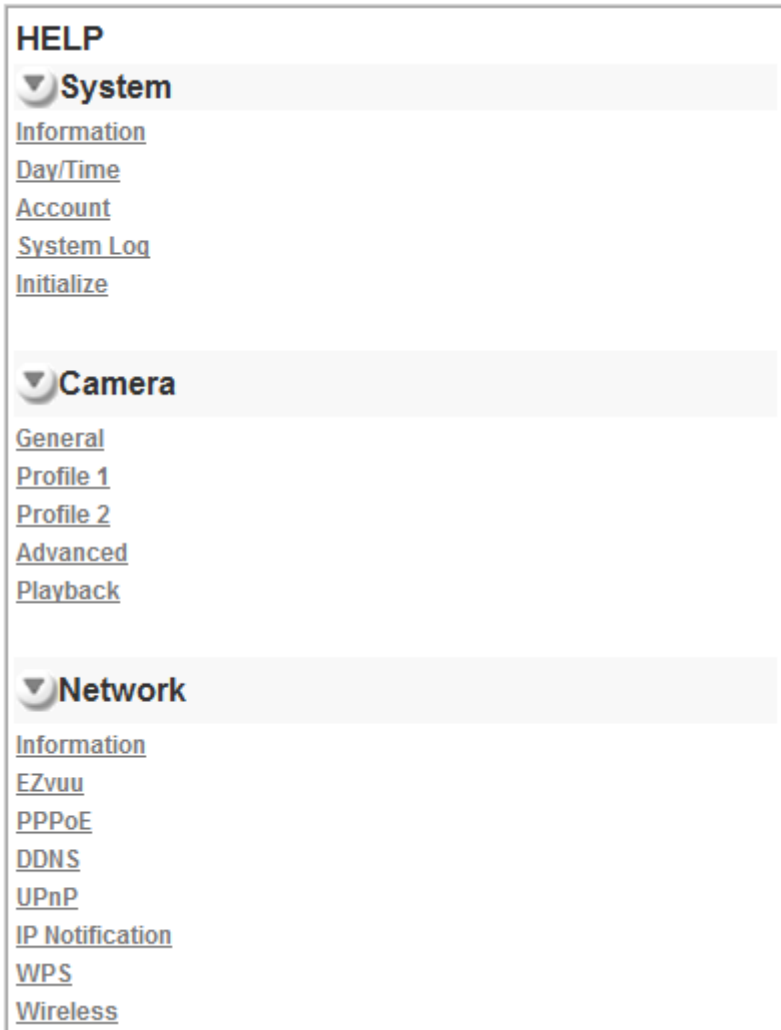 HELP
System
Information
Day/Time
Account
System Log
Initialize
Camera
General
Profile 1
Profile 2
Advanced
Playback
Network
Information
EZvuu
PPPoE
DDNS
UPnP
IP Notification
WPS
Wireless